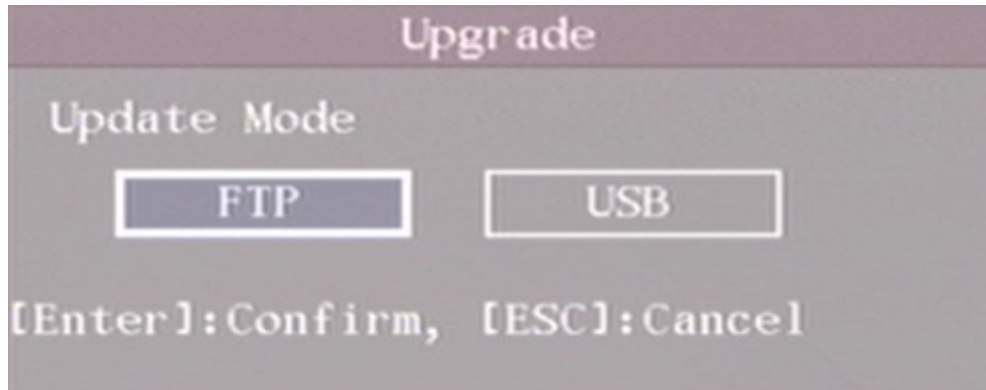 Upgrade
Update Mode
FTP USB
[Enter]:Confirm, [ESC]:Cancel